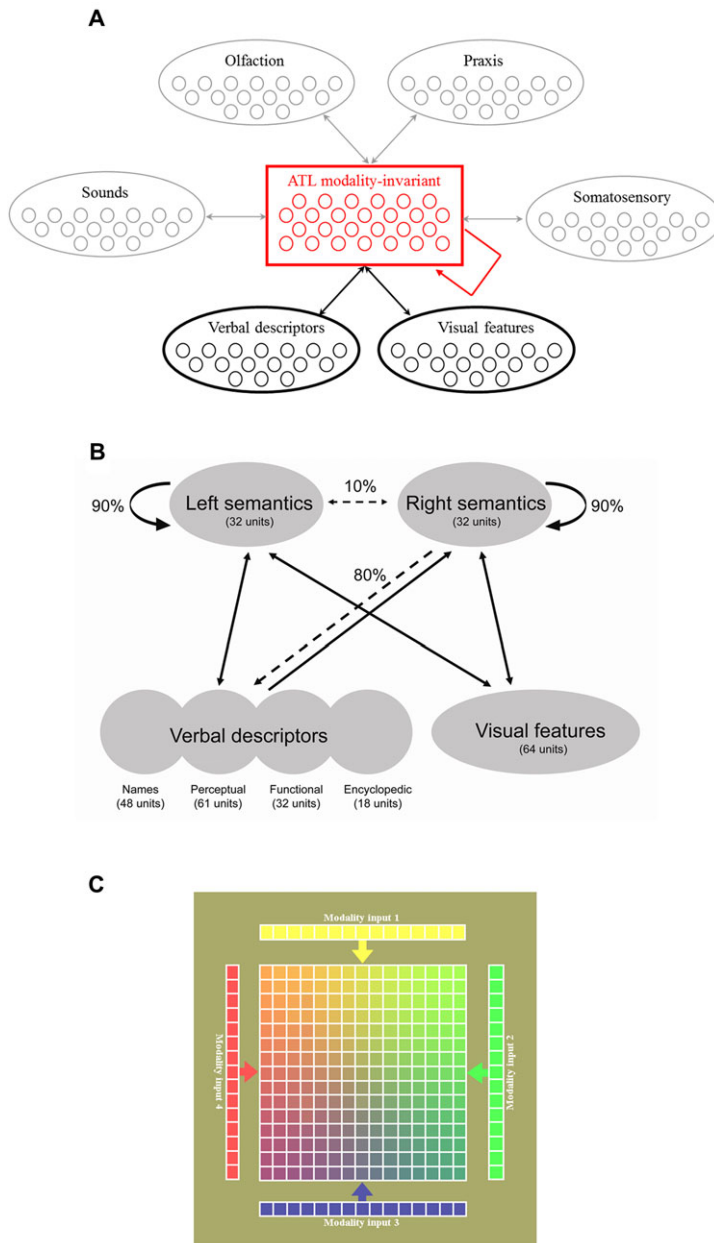 A
Olfaction
Praxis
ATL modality-invariant
Sounds
Somatosensory
Verbal descriptors
Visual features
B
10%
90%
Left semantics
(32 units)
Right semantics
(32 units)
90%
80%
Verbal descriptors
Visual features
(64 units)
Names
(48 units)
Perceptual
(61 units)
Functional
(32 units)
Encyclopedic
(18 units)
C
Modality input 1
Modality input 4
Modality input 2
Modality input 3